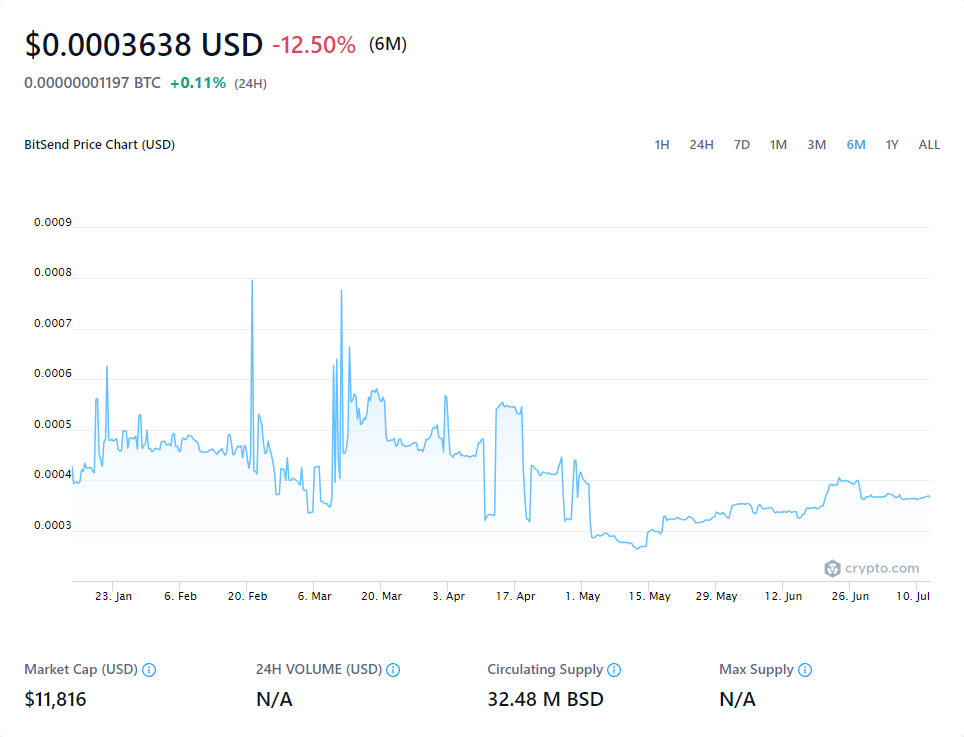 $0.0003638 USD -12.50% (6M)
0.00000001197 BTC +0.11% (24H)
BitSend Price Chart (USD) 1H 24H 7D 1M 3M 6M 1Y ALL
0.0009
0.0008
0.0007
0.0006
0.0005
0.0004
0.0003
crypto.com
23. Jan 6. Feb 20. Feb 6. Mar 20. Mar 3. Apr 17. Apr 1. May 15. May 29. May 12. Jun 26. Jun 10. Jul
Market Cap (USD) 24H VOLUME (USD) Circulating Supply Max Supply
$11,816 N/A 32.48 M BSD N/A